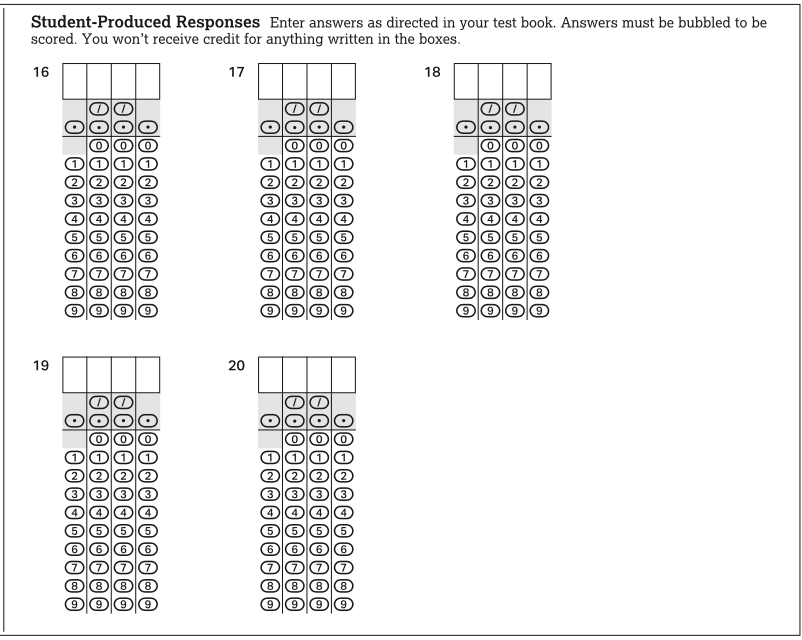 Student-Produced Responses Enter answers as directed in your test book. Answers must be bubbled to be
scored. You won't receive credit for anything written in the boxes.
16 17 18
/ / / / / /
. . . . . . . . . . . .
0 0 0 0 0 0 0 0 0
1 1 1 1 1 1 1 1 1 1 1 1
2 2 2 2 2 2 2 2 2 2 2 2
3 3 3 3 3 3 3 3 3 3 3 3
4 4 4 4 4 4 4 4 4 4 4 4
5 5 5 5 5 5 5 5 5 5 5 5
6 6 6 6 6 6 6 6 6 6 6 6
7 7 7 7 7 7 7 7 7 7 7 7
8 8 8 8 8 8 8 8 8 8 8 8
9 9 9 9 9 9 9 9 9 9 9 9
19 20
/ / / /
. . . . . . . .
0 0 0 0 0 0
1 1 1 1 1 1 1 1
2 2 2 2 2 2 2 2
3 3 3 3 3 3 3 3
4 4 4 4 4 4 4 4
5 5 5 5 5 5 5 5
6 6 6 6 6 6 6 6
7 7 7 7 7 7 7 7
8 8 8 8 8 8 8 8
9 9 9 9 9 9 9 9